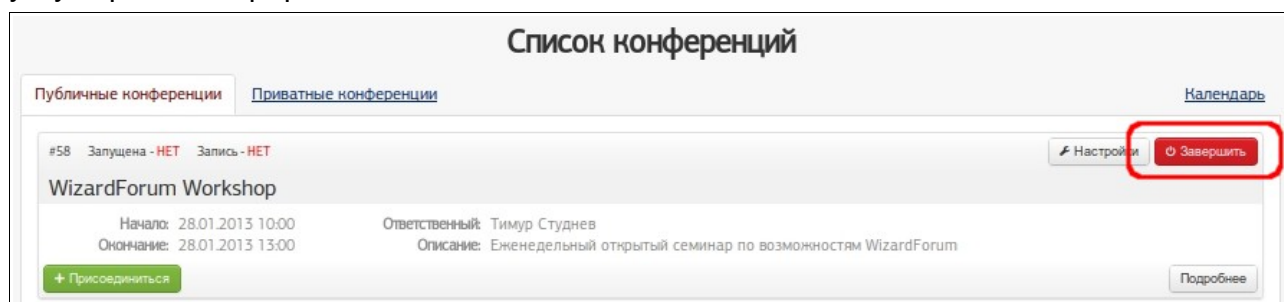 Список конференций
Публичные конференции Приватные конференции Календарь
#58 Запущена - НЕТ Запись - НЕТ Настройки Завершить
WizardForum Workshop
Начало: 28.01.2013 10:00 Ответственный: Тимур Студнев
Окончание: 28.01.2013 13:00 Описание: Еженедельный открытый семинар по возможностям WizardForum
+ Присоединиться Подробнее